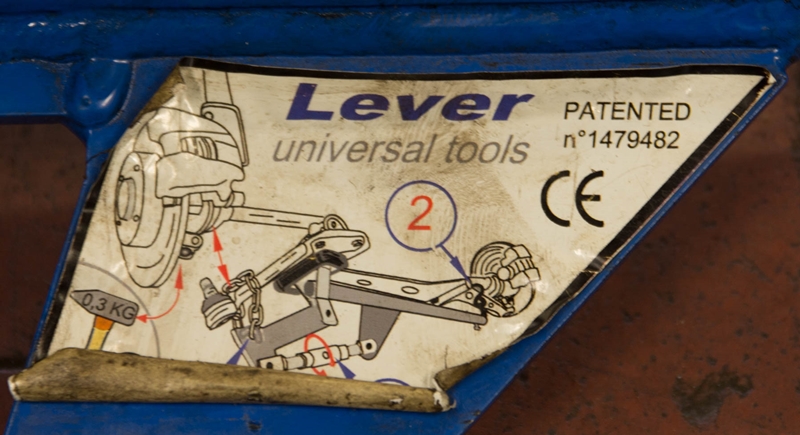 Lever
universal tools
PATENTED
n°1479482
CE
2
0.3 KG